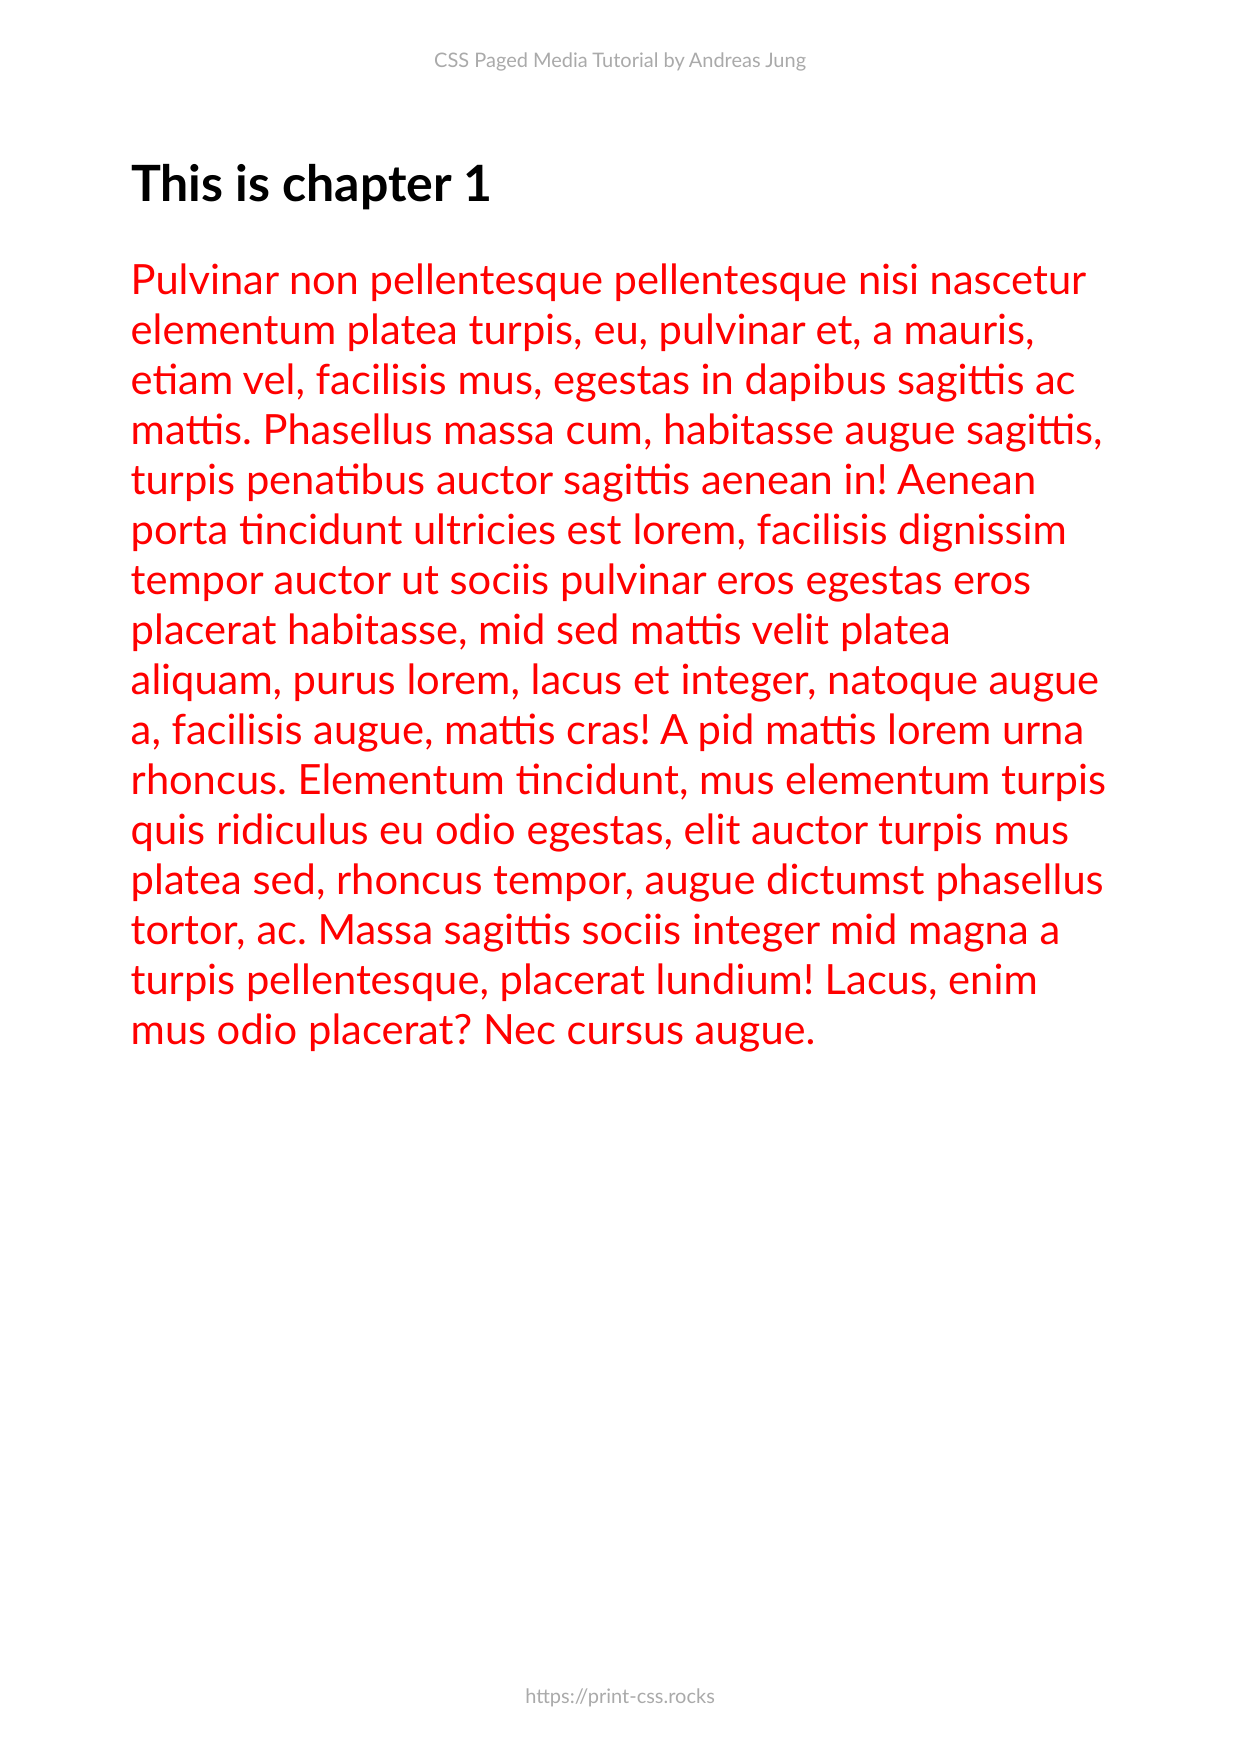 CSS Paged Media Tutorial by Andreas Jung
This is chapter 1
Pulvinar non pellentesque pellentesque nisi nascetur
elementum platea turpis, eu, pulvinar et, a mauris,
etiam vel, facilisis mus, egestas in dapibus sagittis ac
mattis. Phasellus massa cum, habitasse augue sagittis,
turpis penatibus auctor sagittis aenean in! Aenean
porta tincidunt ultricies est lorem, facilisis dignissim
tempor auctor ut sociis pulvinar eros egestas eros
placerat habitasse, mid sed mattis velit platea
aliquam, purus lorem, lacus et integer, natoque augue
a, facilisis augue, mattis cras! A pid mattis lorem urna
rhoncus. Elementum tincidunt, mus elementum turpis
quis ridiculus eu odio egestas, elit auctor turpis mus
platea sed, rhoncus tempor, augue dictumst phasellus
tortor, ac. Massa sagittis sociis integer mid magna a
turpis pellentesque, placerat lundium! Lacus, enim
mus odio placerat? Nec cursus augue.
https://print-css.rocks